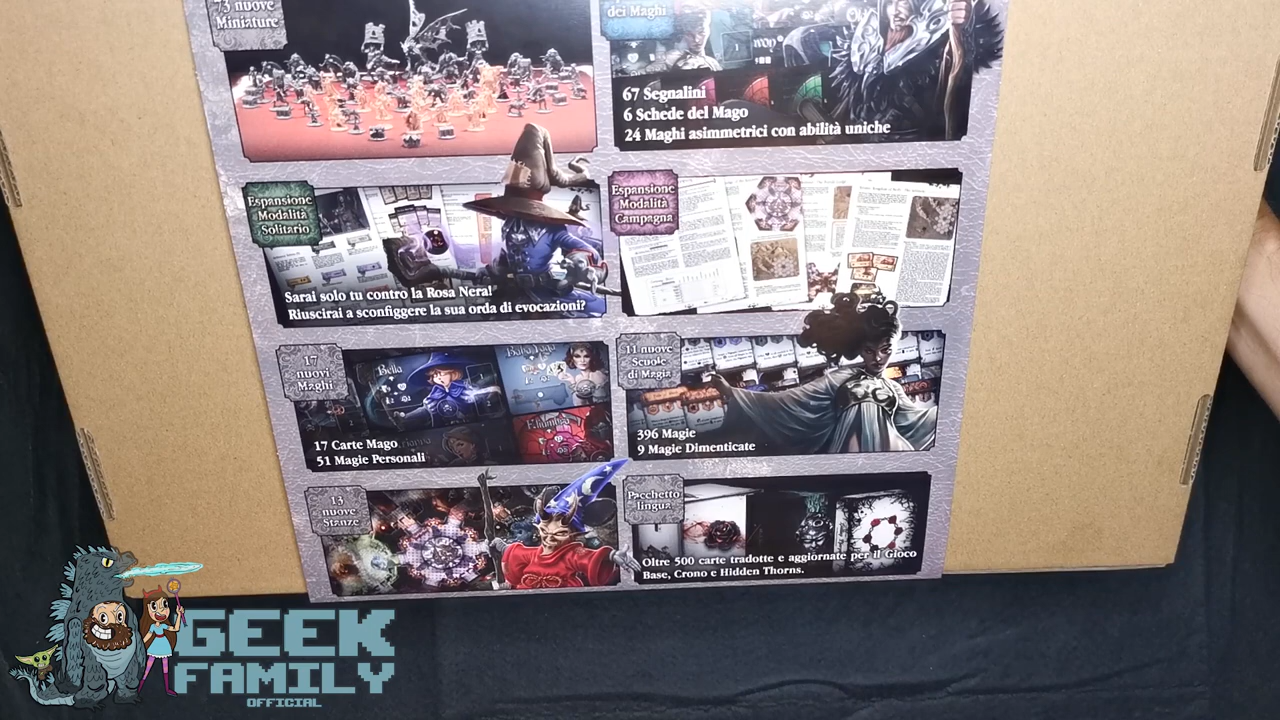 73 nuove
Miniature
dei Maghi
67 Segnalini
6 Schede del Mago
24 Maghi asimmetrici con abilità uniche
Espansione
Modalità
Solitario
Sarai solo tu contro la Rosa Nera!
Riuscirai a sconfiggere la sua orda di evocazioni?
Espansione
Modalità
Campagna
17
nuovi
Maghi
Bella
Baba Yaga
17 Carte Mago
51 Magie Personali
11 nuove
Scuole
di Magia
396 Magie
9 Magie Dimenticate
13
nuove
Stanze
Pacchetto
lingua
Oltre 500 carte tradotte e aggiornate per il Gioco
Base, Crono e Hidden Thorns.
GEEK
FAMILY
OFFICIAL